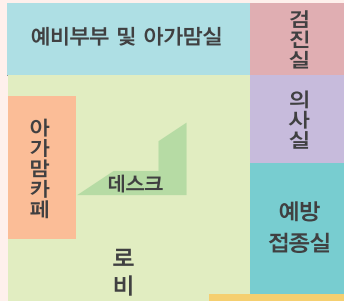 예비부부 및 아가맘실
검진실
의사실
아가맘카페
데스크
예방
접종실
로비